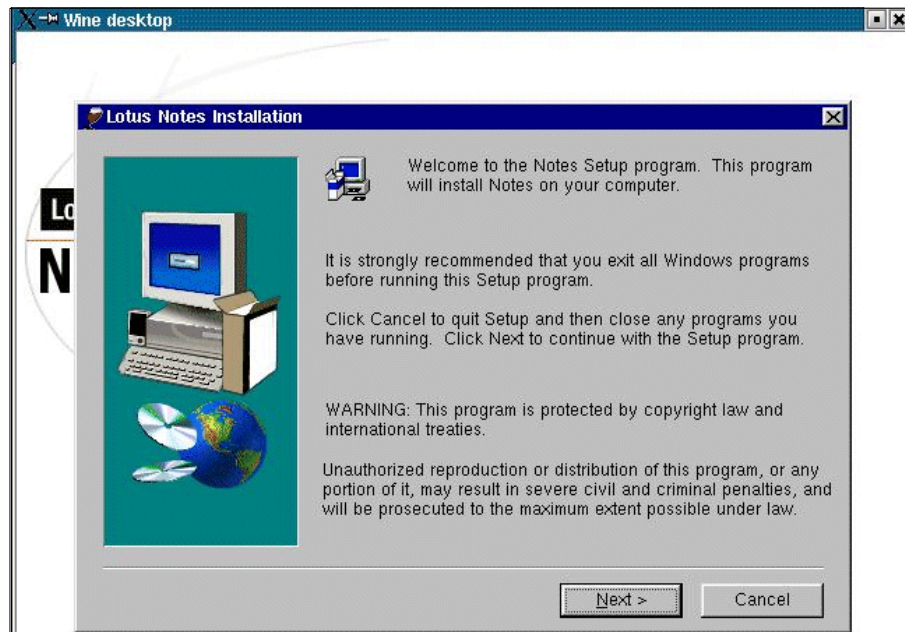 Wine desktop
Lotus Notes Installation
Welcome to the Notes Setup program.  This program
will install Notes on your computer.
Lo
N
It is strongly recommended that you exit all Windows programs
before running this Setup program.
Click Cancel to quit Setup and then close any programs you
have running.  Click Next to continue with the Setup program.
WARNING: This program is protected by copyright law and
international treaties.
Unauthorized reproduction or distribution of this program, or any
portion of it, may result in severe civil and criminal penalties, and
will be prosecuted to the maximum extent possible under law.
Next >
Cancel